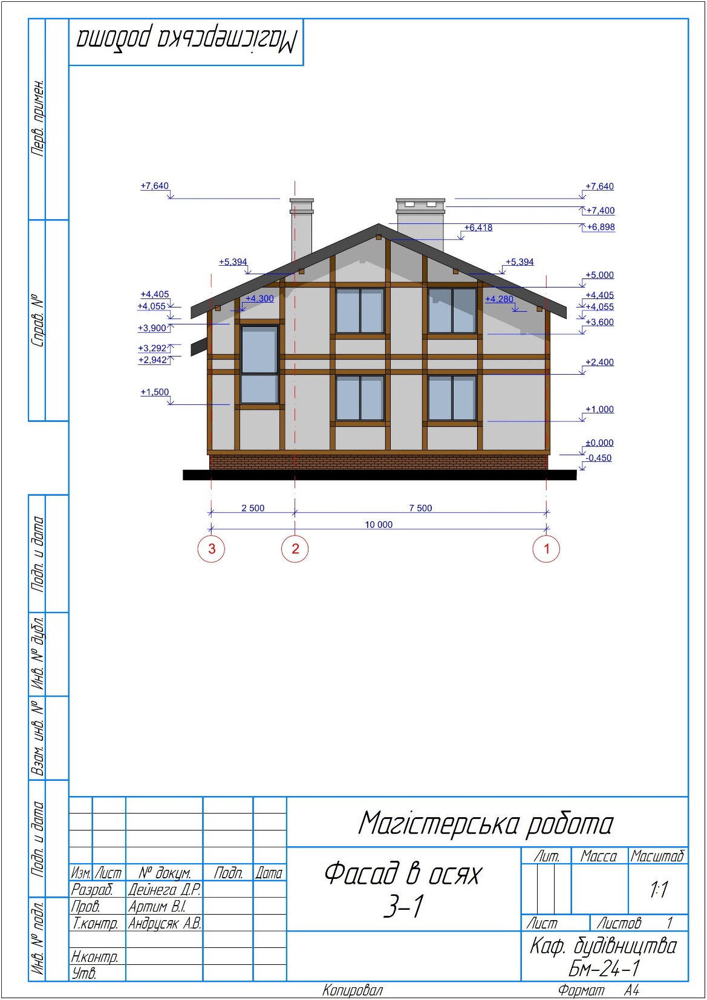 Магістерська робота
Перв. примен.
Справ. №
Подп. и дата
Инв. № дубл.
Взам. инв. №
Подп. и дата
Инв. № подл.
+7,640
+7,640
+7,400
+6,898
+6,418
+5,394
+5,394
+5,000
+4,405
+4,300
+4,280
+4,405
+4,055
+4,055
+3,900
+3,600
+3,292
+2,942
+2,400
+1,500
+1,000
±0,000
-0,450
2 500
7 500
10 000
3
2
1
Магістерська робота
Фасад в осях
3-1
Лит.
Масса
Масштаб
1:1
Изм.
Лист
№ докум.
Подп.
Дата
Разраб.
Дейнега Д.Р.
Пров.
Артим В.І.
Т.контр.
Андрусяк А.В.
Н.контр.
Утв.
Лист
Листов 1
Каф. будівництва
Бм-24-1
Копировал
Формат А4